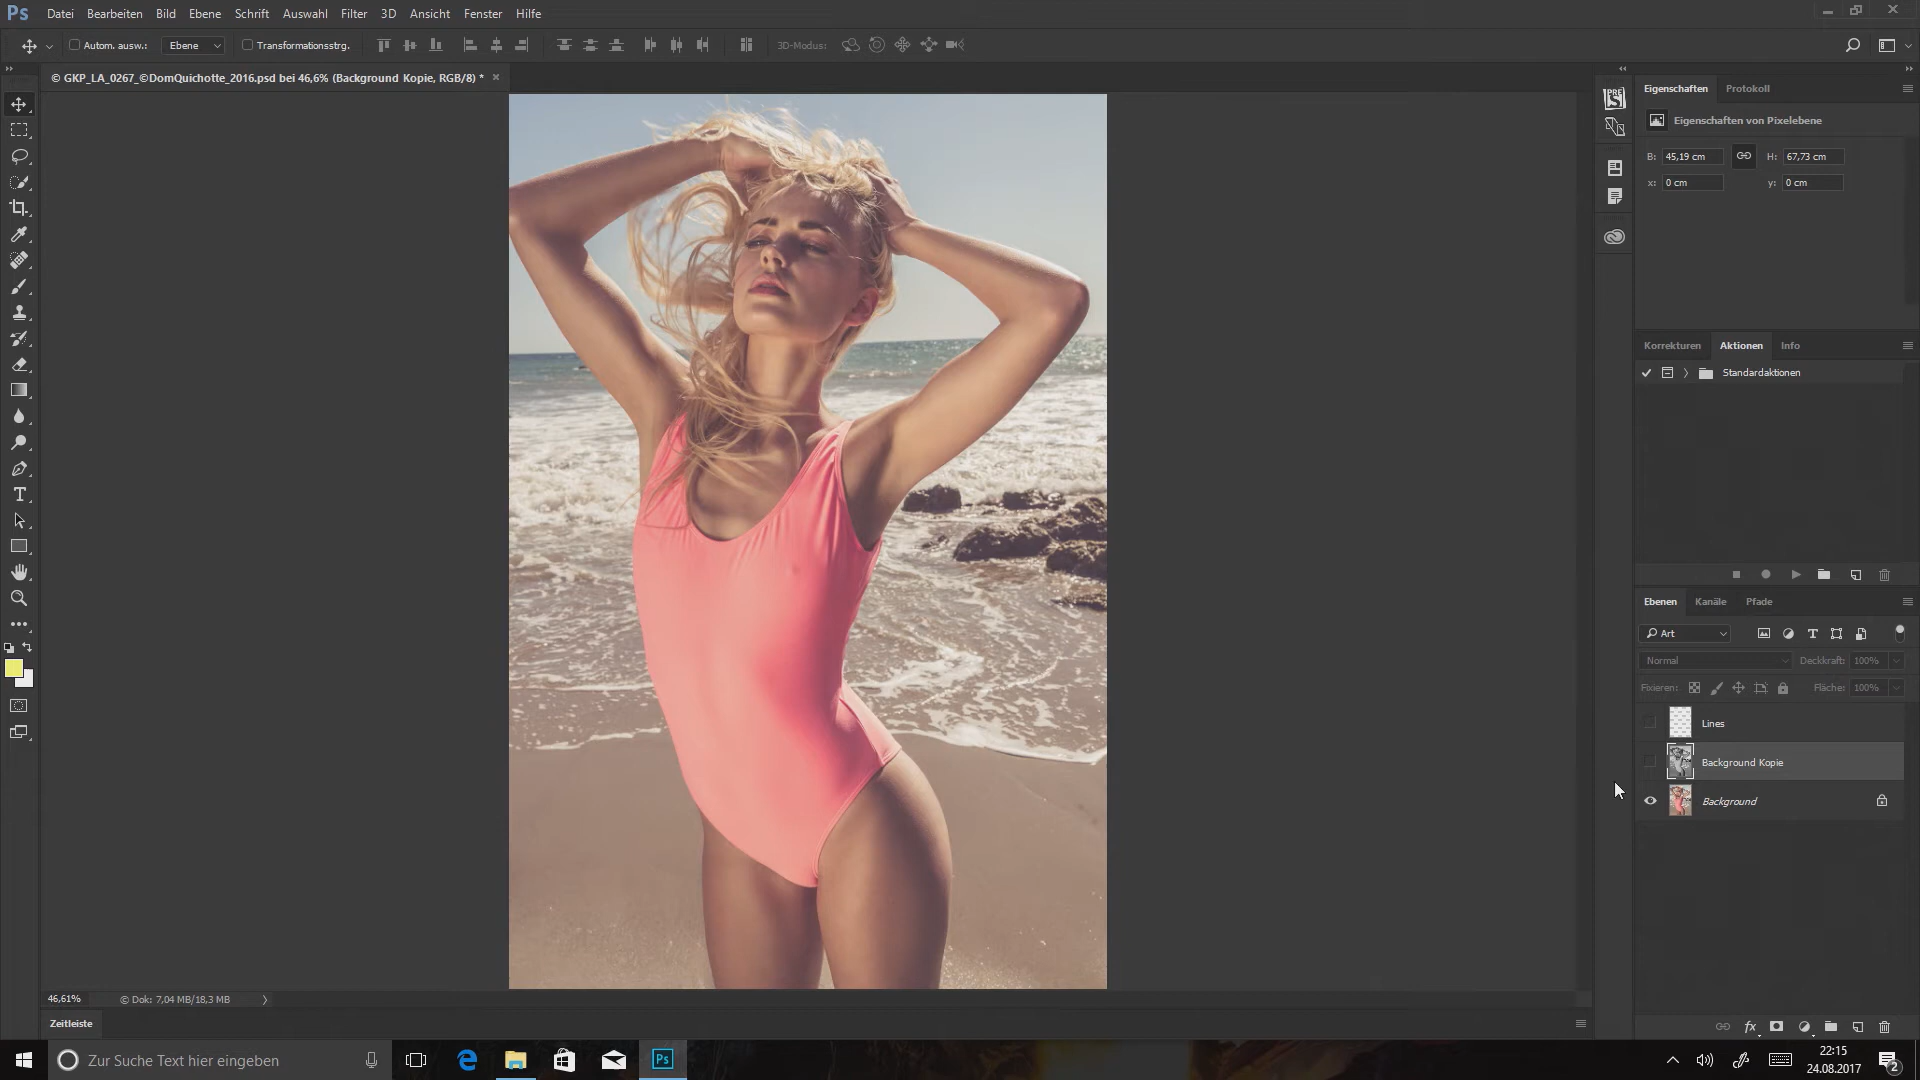 Ps Datei Bearbeiten Bild Ebene Schrift Auswahl Filter 3D Ansicht Fenster Hilfe
Autom. ausw.: Ebene Transformationsstrg. 3D-Modus:
© GKP_LA_0267_©DomQuichotte_2016.psd bei 46,6% (Background Kopie, RGB/8) * ×
Eigenschaften Protokoll
Eigenschaften von Pixelebene
B: 45,19 cm H: 67,73 cm
x: 0 cm y: 0 cm
Korrekturen Aktionen Info
Standardaktionen
Ebenen Kanäle Pfade
Art
Normal Deckkraft: 100%
Fixieren: Fläche: 100%
Lines
Background Kopie
Background
46,61% © Dok: 7,04 MB/18,3 MB
Zeitleiste
Zur Suche Text hier eingeben
Ps
22:15
24.08.2017
2